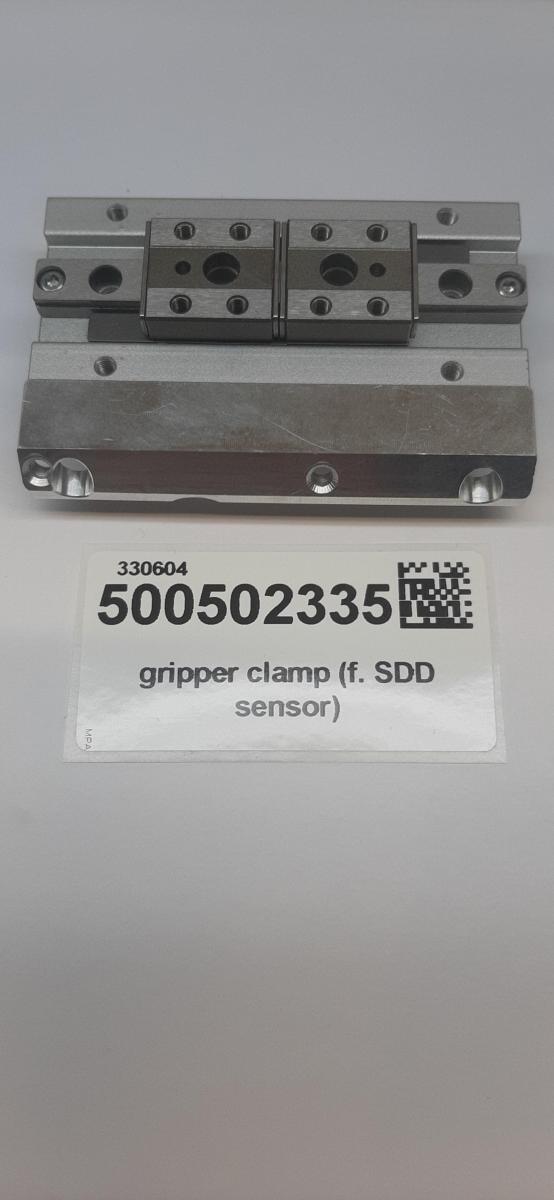 330604
500502335
gripper clamp (f. SDD
sensor)
MPA